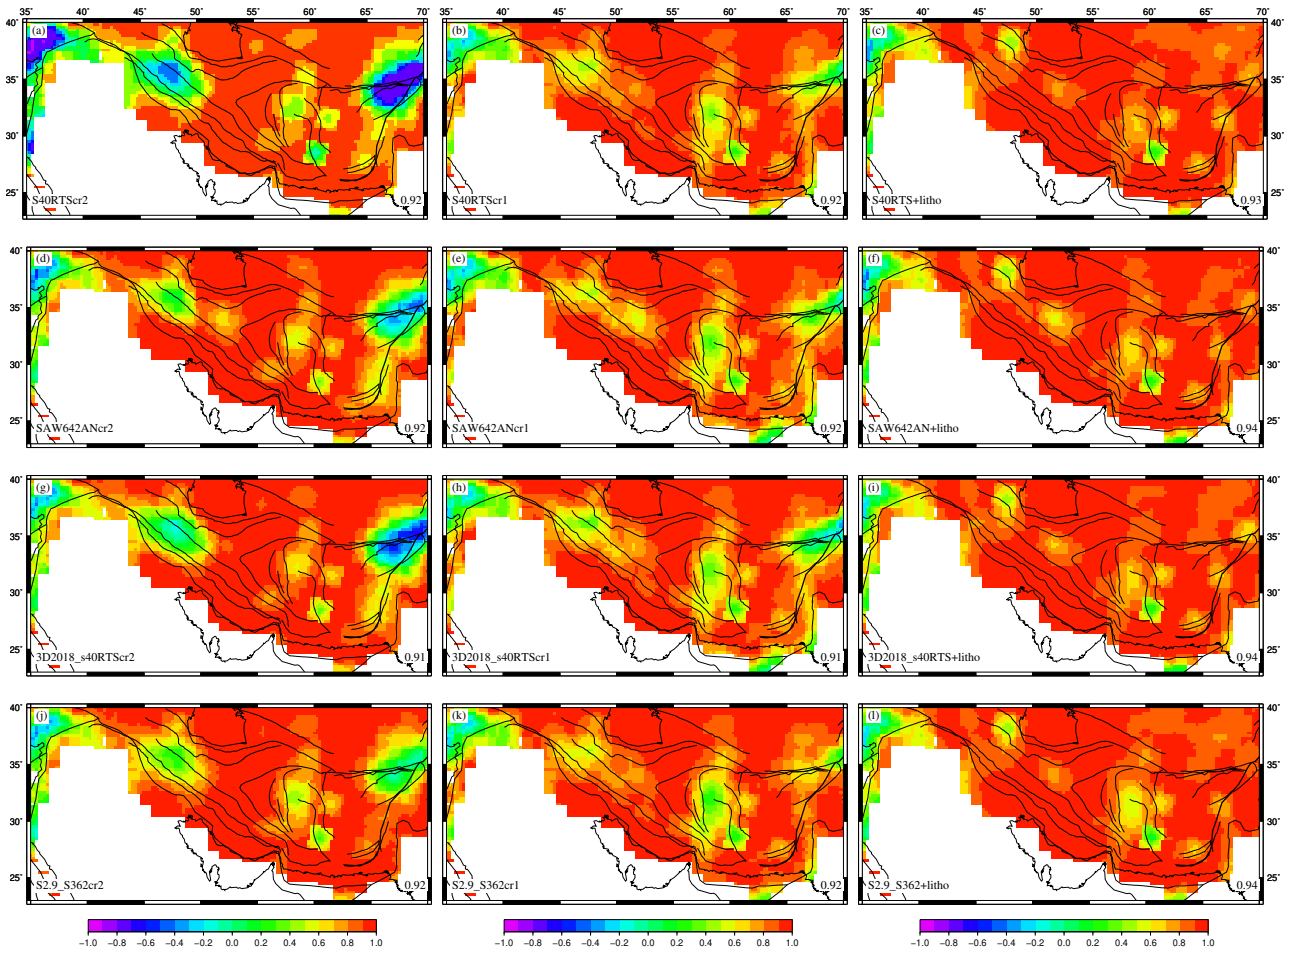 35˚ 40˚ 45˚ 50˚ 55˚ 60˚ 65˚ 70˚
35˚ 40˚ 45˚ 50˚ 55˚ 60˚ 65˚ 70˚
35˚ 40˚ 45˚ 50˚ 55˚ 60˚ 65˚ 70˚
40˚ (a) (b) (c) 40˚
35˚ 35˚
30˚ 30˚
25˚ 25˚
S40RTScr2 0.92 S40RTScr1 0.92 S40RTS+litho 0.93
40˚ (d) (e) (f) 40˚
35˚ 35˚
30˚ 30˚
25˚ 25˚
SAW642ANcr2 0.92 SAW642ANcr1 0.92 SAW642AN+litho 0.94
40˚ (g) (h) (i) 40˚
35˚ 35˚
30˚ 30˚
25˚ 25˚
3D2018_s40RTScr2 0.91 3D2018_s40RTScr1 0.91 3D2018_s40RTS+litho 0.94
40˚ (j) (k) (l) 40˚
35˚ 35˚
30˚ 30˚
25˚ 25˚
S2.9_S362cr2 0.92 S2.9_S362cr1 0.92 S2.9_S362+litho 0.94
−1.0 −0.8 −0.6 −0.4 −0.2 0.0 0.2 0.4 0.6 0.8 1.0
−1.0 −0.8 −0.6 −0.4 −0.2 0.0 0.2 0.4 0.6 0.8 1.0
−1.0 −0.8 −0.6 −0.4 −0.2 0.0 0.2 0.4 0.6 0.8 1.0